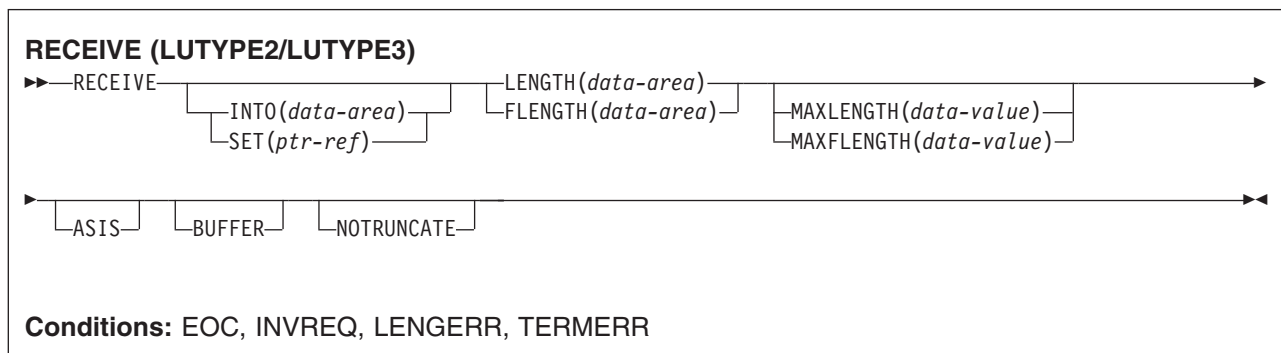 RECEIVE (LUTYPE2/LUTYPE3)
RECEIVE LENGTH(data-area)
INTO(data-area) FLENGTH(data-area) MAXLENGTH(data-value)
SET(ptr-ref) MAXFLENGTH(data-value)
ASIS BUFFER NOTRUNCATE
Conditions: EOC, INVREQ, LENGERR, TERMERR